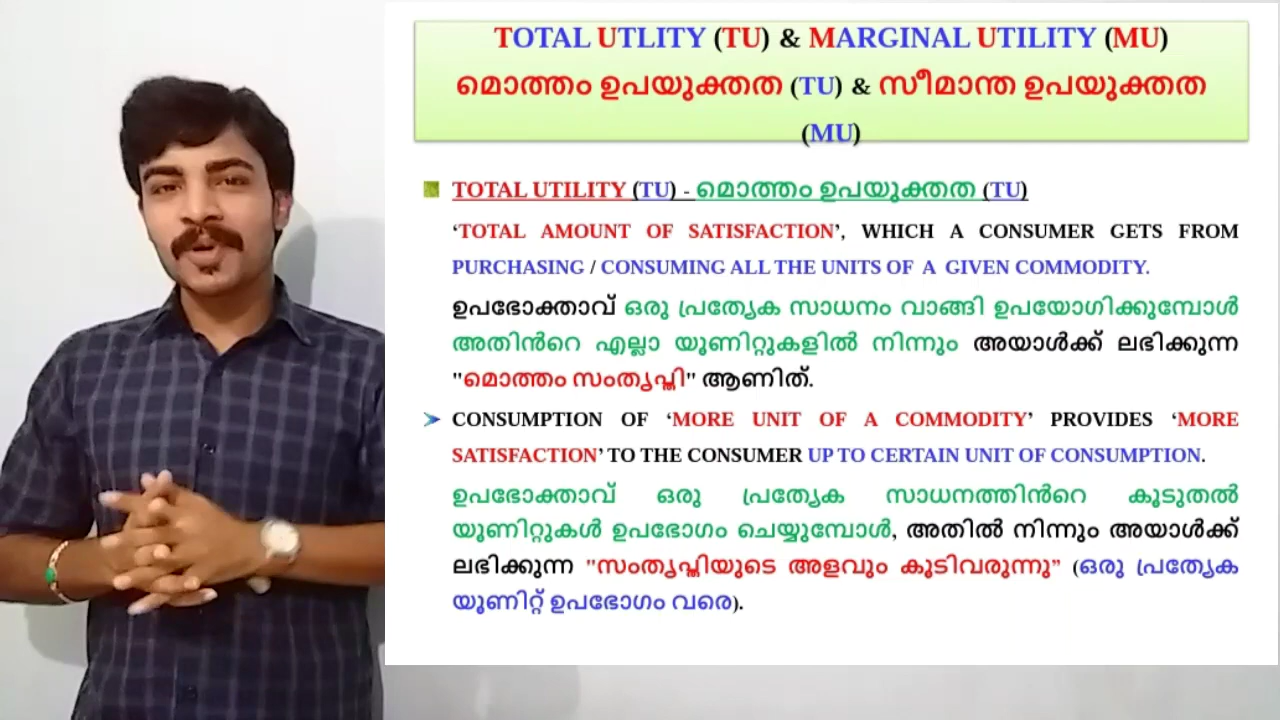 TOTAL UTLITY (TU) & MARGINAL UTILITY (MU)
മൊത്തം ഉപയുക്തത (TU) & സീമാന്ത ഉപയുക്തത
(MU)
TOTAL UTILITY (TU) - മൊത്തം ഉപയുക്തത (TU)
‘TOTAL AMOUNT OF SATISFACTION’, WHICH A CONSUMER GETS FROM
PURCHASING / CONSUMING ALL THE UNITS OF A GIVEN COMMODITY.
ഉപഭോക്താവ് ഒരു പ്രത്യേക സാധനം വാങ്ങി ഉപയോഗിക്കുമ്പോൾ
അതിൻറെ എല്ലാ യൂണിറ്റുകളിൽ നിന്നും അയാൾക്ക് ലഭിക്കുന്ന
"മൊത്തം സംതൃപ്തി" ആണിത്.
CONSUMPTION OF ‘MORE UNIT OF A COMMODITY’ PROVIDES ‘MORE
SATISFACTION’ TO THE CONSUMER UP TO CERTAIN UNIT OF CONSUMPTION.
ഉപഭോക്താവ് ഒരു പ്രത്യേക സാധനത്തിൻറെ കൂടുതൽ
യൂണിറ്റുകൾ ഉപഭോഗം ചെയ്യുമ്പോൾ, അതിൽ നിന്നും അയാൾക്ക്
ലഭിക്കുന്ന "സംതൃപ്തിയുടെ അളവും കൂടിവരുന്നു” (ഒരു പ്രത്യേക
യൂണിറ്റ് ഉപഭോഗം വരെ).